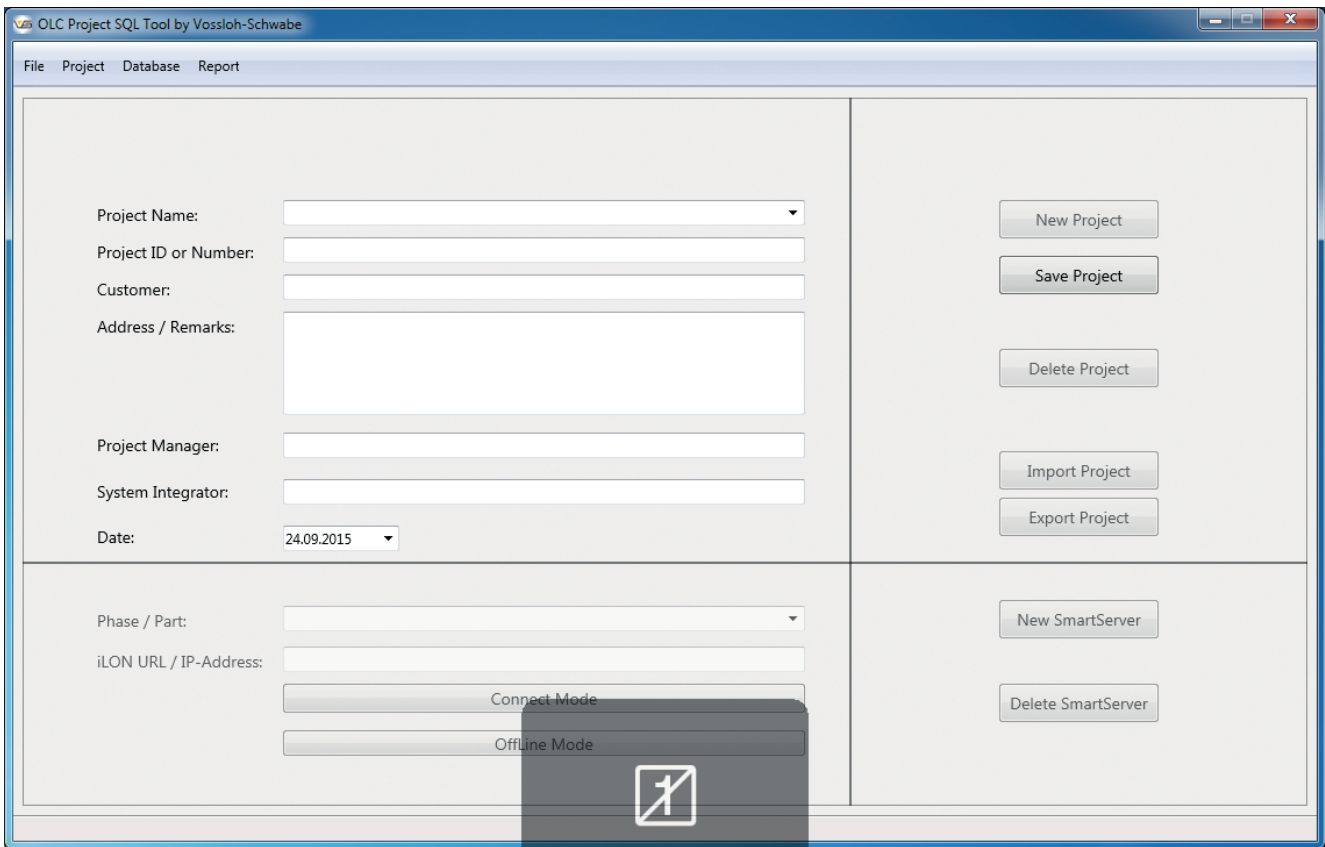 VS OLC Project SQL Tool by Vossloh-Schwabe
File Project Database Report
Project Name:
Project ID or Number:
Customer:
Address / Remarks:
Project Manager:
System Integrator:
Date: 24.09.2015
New Project
Save Project
Delete Project
Import Project
Export Project
Phase / Part:
iLON URL / IP-Address:
Connect Mode
OffLine Mode
New SmartServer
Delete SmartServer
1